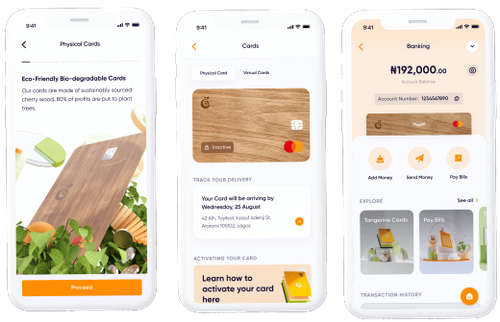 9:41
Physical Cards
Eco-Friendly Bio-degradable Cards
Our cards are made of sustainably sourced
cherry wood. 80% of profits are put to plant
trees.
Proceed
9:41
Cards
Physical Card
Virtual Cards
Inactive
TRACK YOUR DELIVERY
Your Card will be arriving by
Wednesday, 25 August
42 Alh. Toyibat Yusuf Adenji St,
Ararami 105102, Lagos
ACTIVATING YOUR CARD
Learn how to
activate your card
here
9:41
Banking
₦192,000.00
Account Balance
Account Number: 1234567890
Add Money
Send Money
Pay Bills
EXPLORE
See all
Tangerine Cards
Pay Bills
TRANSACTION HISTORY